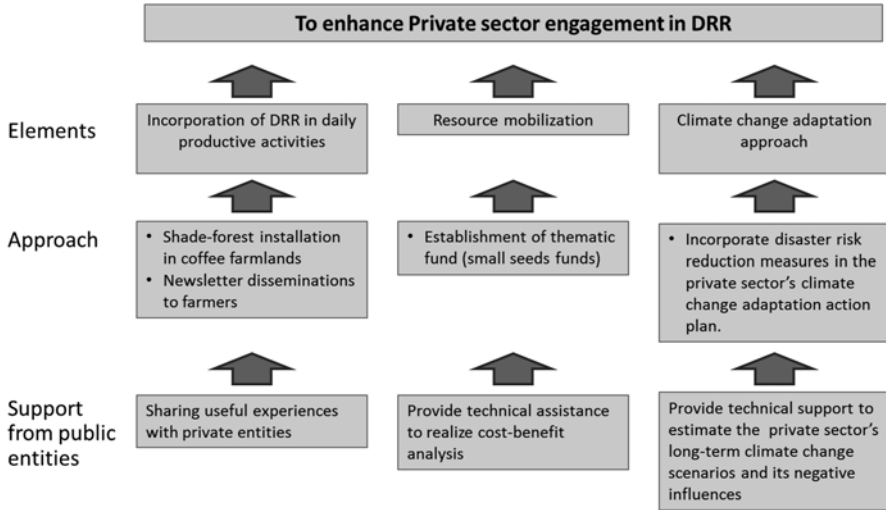 To enhance Private sector engagement in DRR
Elements
Incorporation of DRR in daily
productive activities
Resource mobilization
Climate change adaptation
approach
Approach
• Shade-forest installation
in coffee farmlands
• Newsletter disseminations
to farmers
• Establishment of thematic
fund (small seeds funds)
• Incorporate disaster risk
reduction measures in the
private sector's climate
change adaptation action
plan.
Support
from public
entities
Sharing useful experiences
with private entities
Provide technical assistance
to realize cost-benefit
analysis
Provide technical support to
estimate the private sector's
long-term climate change
scenarios and its negative
influences